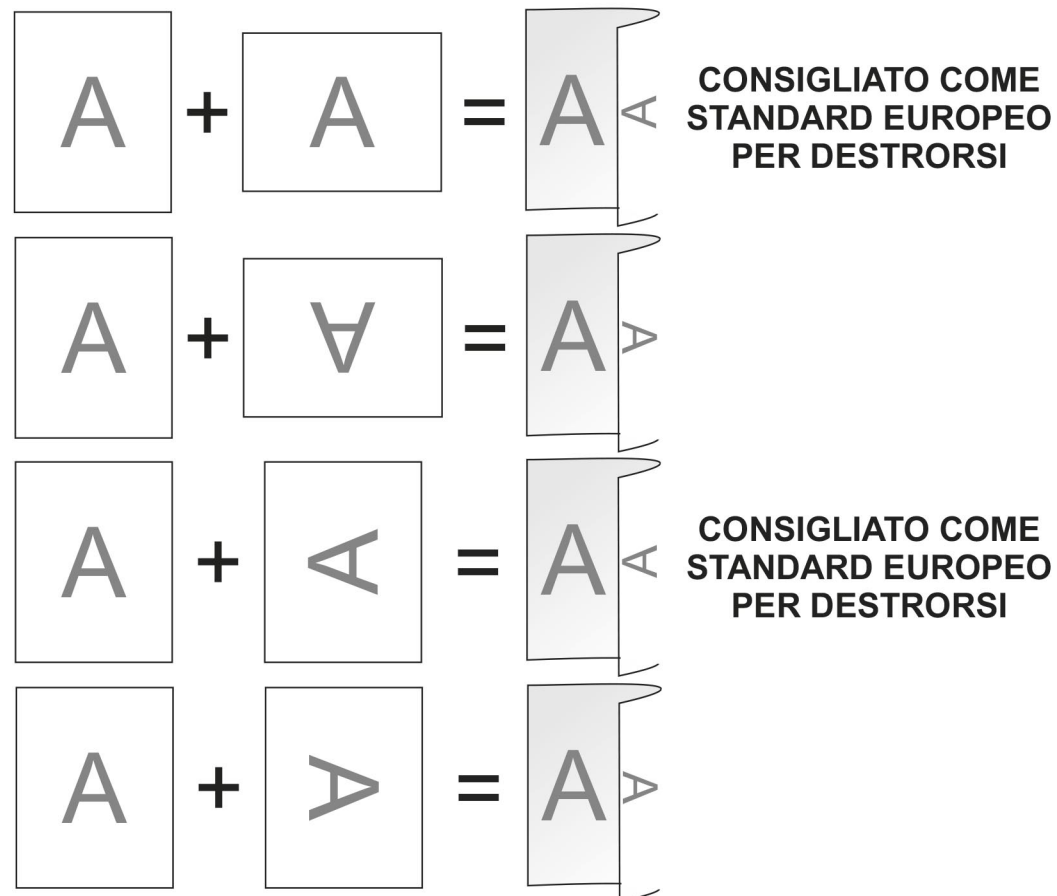 A + A = A A CONSIGLIATO COME
STANDARD EUROPEO
PER DESTRORSI
A + A = A A
A + A = A A CONSIGLIATO COME
STANDARD EUROPEO
PER DESTRORSI
A + A = A A